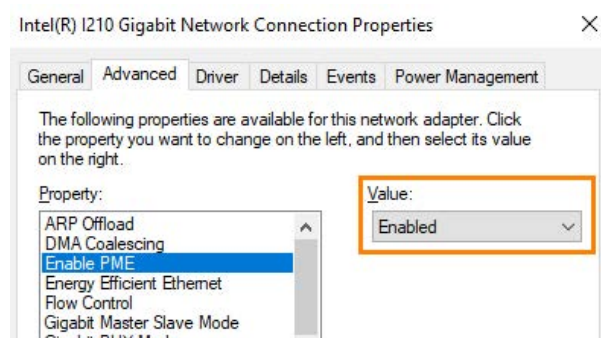 Intel(R) I210 Gigabit Network Connection Properties
General Advanced Driver Details Events Power Management
The following properties are available for this network adapter. Click
the property you want to change on the left, and then select its value
on the right.
Property:
Value:
ARP Offload
Enabled
DMA Coalescing
Enable PME
Energy Efficient Ethernet
Flow Control
Gigabit Master Slave Mode